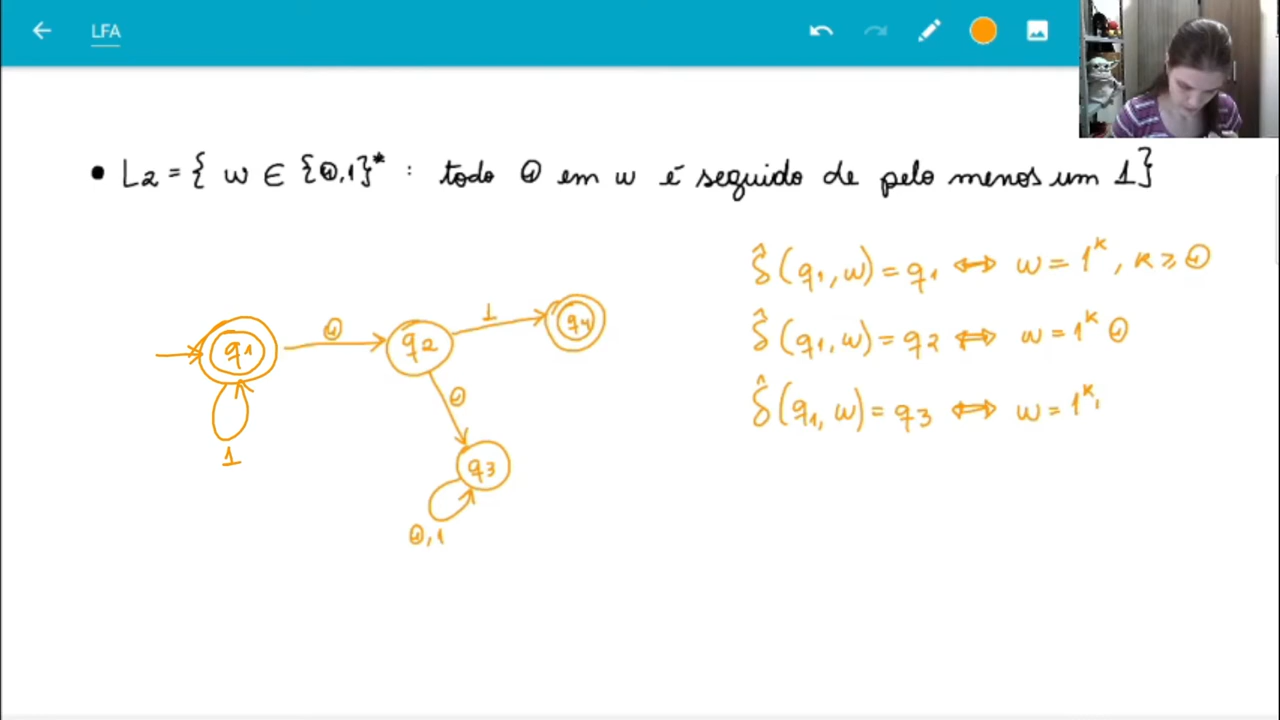 LFA
• L2 = { w ∈ {0,1}* : todo 0 em w é seguido de pelo menos um 1}
δ̂(q1, w) = q1 ⟺ w = 1^k, k ≥ 0
δ̂(q1, w) = q2 ⟺ w = 1^k 0
δ̂(q1, w) = q3 ⟺ w = 1^k
q1
0
q2
1
q4
1
0
q3
0,1